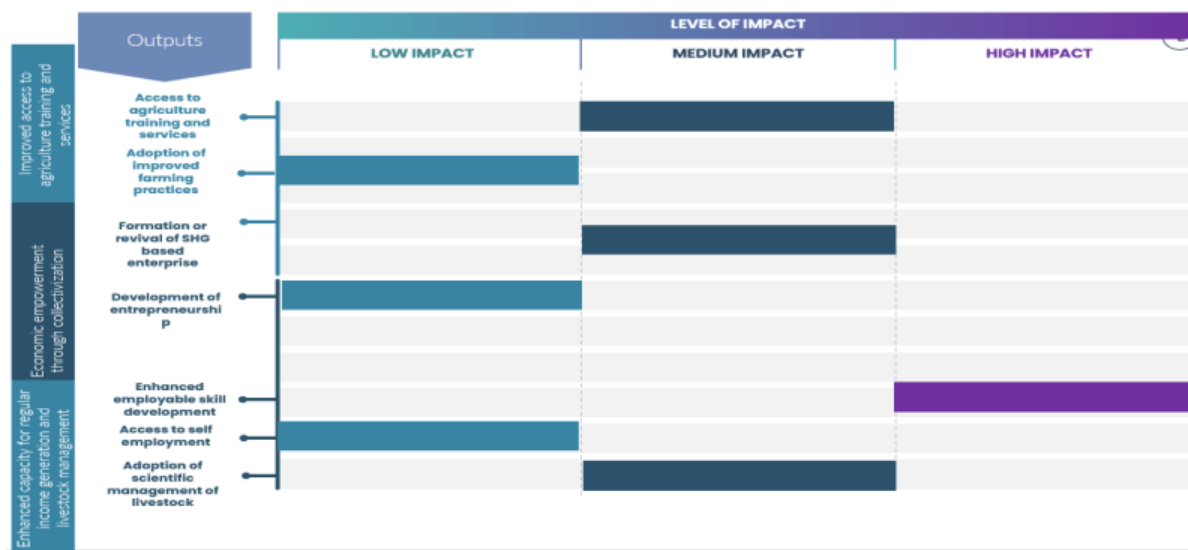 Outputs
LEVEL OF IMPACT
LOW IMPACT
MEDIUM IMPACT
HIGH IMPACT
Improved access to
agriculture training and
services
Access to
agriculture
training and
services
Adoption of
improved
farming
practices
Economic empowerment
through collectivization
Formation or
revival of SHG
based
enterprise
Development of
entrepreneurshi
p
Enhanced capacity for regular
income generation and
livestock management
Enhanced
employable skill
development
Access to self
employment
Adoption of
scientific
management of
livestock